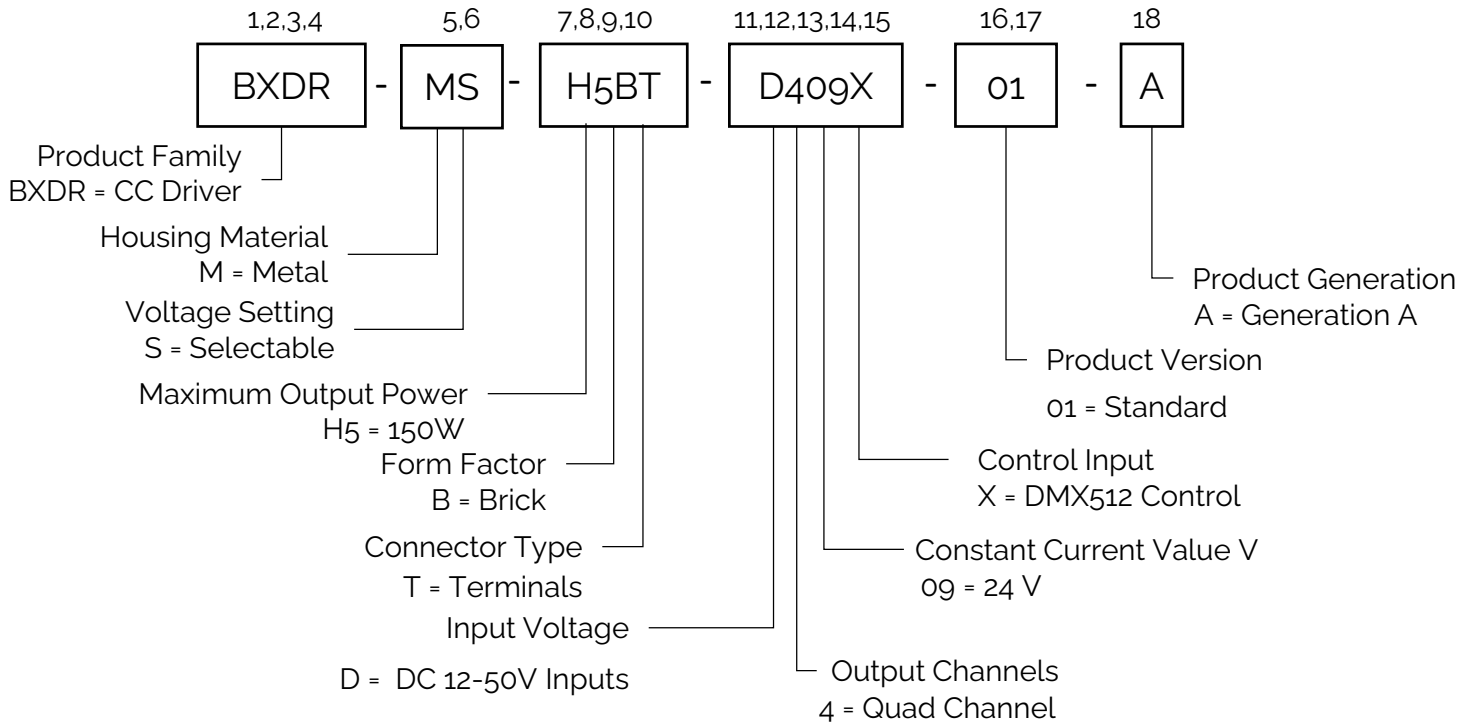 1,2,3,4 5,6 7,8,9,10 11,12,13,14,15 16,17 18
BXDR - MS - H5BT - D409X - 01 - A
Product Family
BXDR = CC Driver
Housing Material
M = Metal
Voltage Setting
S = Selectable
Maximum Output Power
H5 = 150W
Form Factor
B = Brick
Connector Type
T = Terminals
Input Voltage
D = DC 12-50V Inputs
Output Channels
4 = Quad Channel
Constant Current Value V
09 = 24 V
Control Input
X = DMX512 Control
Product Version
01 = Standard
Product Generation
A = Generation A